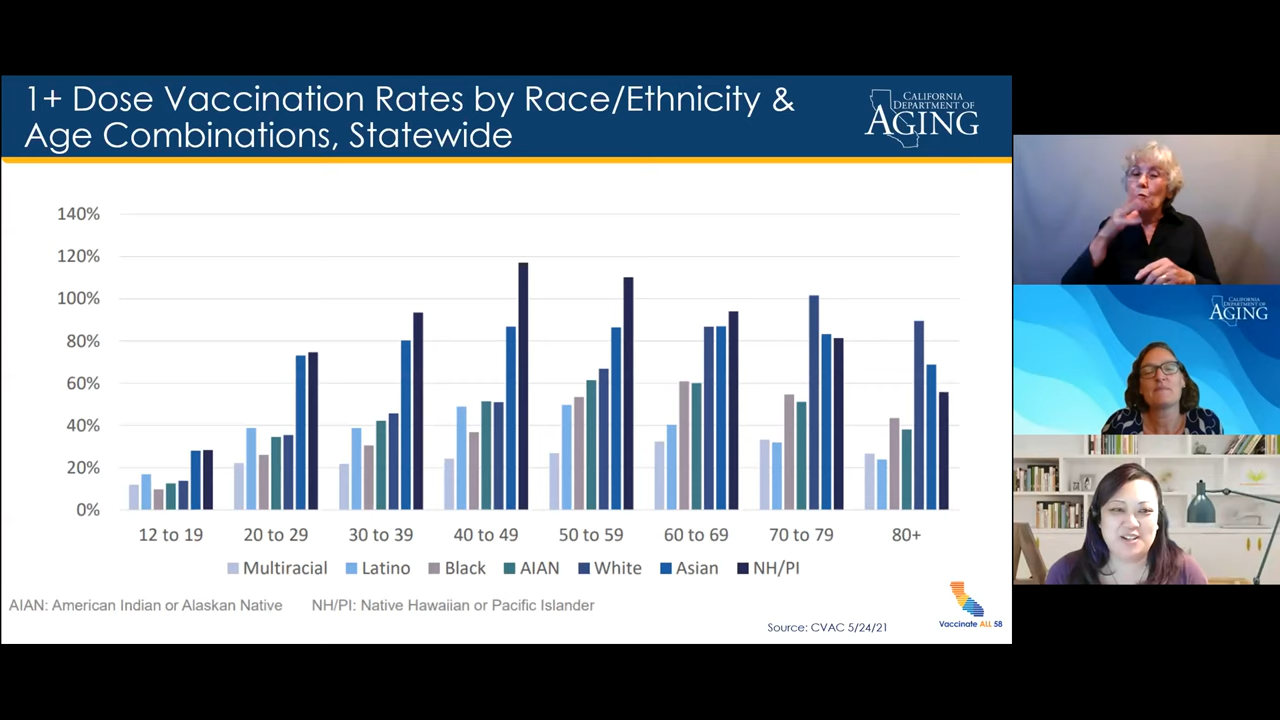 1+ Dose Vaccination Rates by Race/Ethnicity &
Age Combinations, Statewide
CALIFORNIA
DEPARTMENT OF
AGING
140%
120%
100%
80%
60%
40%
20%
0%
12 to 19 20 to 29 30 to 39 40 to 49 50 to 59 60 to 69 70 to 79 80+
Multiracial Latino Black AIAN White Asian NH/PI
AIAN: American Indian or Alaskan Native NH/PI: Native Hawaiian or Pacific Islander
Source: CVAC 5/24/21
Vaccinate ALL 58
CALIFORNIA
DEPARTMENT OF
AGING